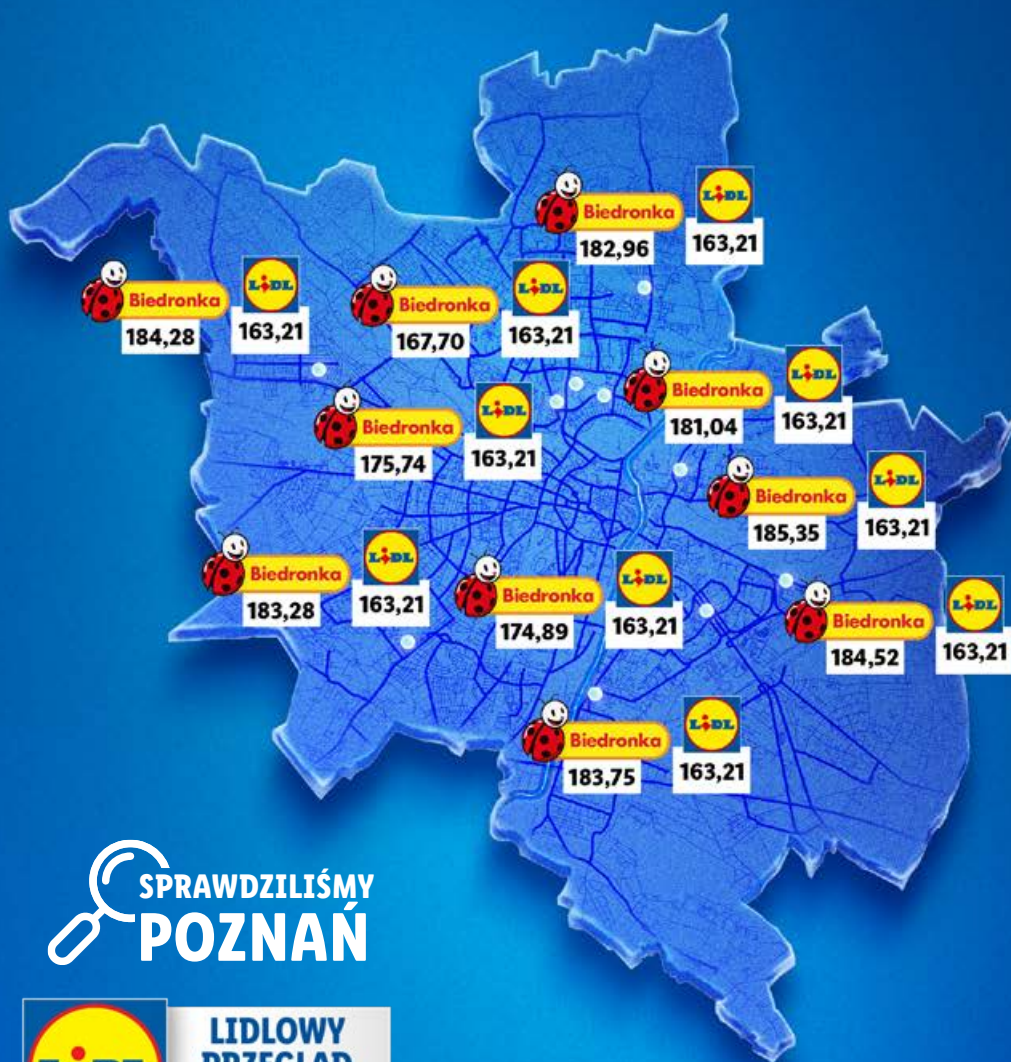 Biedronka LiDL
182,96 163,21
Biedronka LiDL
184,28 163,21
Biedronka LiDL
167,70 163,21
Biedronka LiDL
181,04 163,21
Biedronka LiDL
175,74 163,21
Biedronka LiDL
185,35 163,21
Biedronka LiDL
183,28 163,21
Biedronka LiDL
174,89 163,21
Biedronka LiDL
184,52 163,21
Biedronka LiDL
183,75 163,21
SPRAWDZILIŚMY
POZNAŃ
LiDL
LIDLOWY
PRZEGLĄD